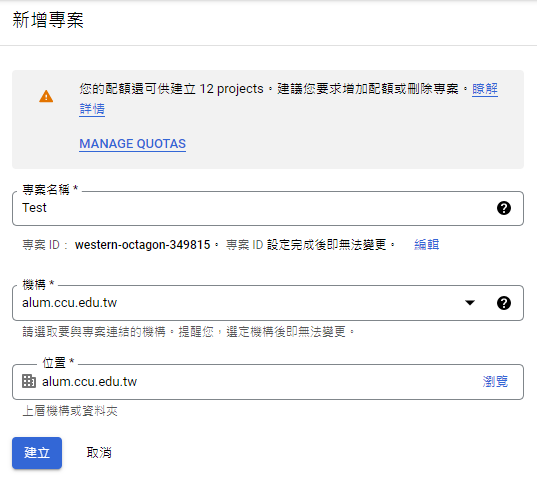 新增專案
您的配額還可供建立 12 projects。建議您要求增加配額或刪除專案。瞭解
詳情
MANAGE QUOTAS
專案名稱 *
Test
專案 ID： western-octagon-349815。 專案 ID 設定完成後即無法變更。 編輯
機構 *
alum.ccu.edu.tw
請選取要與專案連結的機構。提醒您，選定機構後即無法變更。
位置 *
alum.ccu.edu.tw 瀏覽
上層機構或資料夾
建立 取消